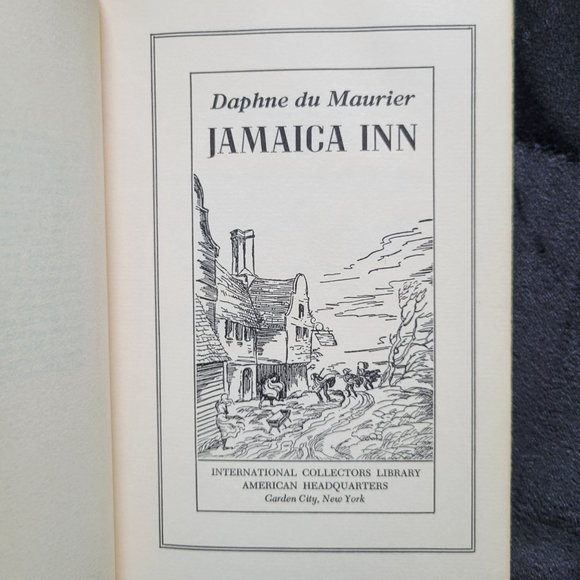 Daphne du Maurier
JAMAICA INN
INTERNATIONAL COLLECTORS LIBRARY
AMERICAN HEADQUARTERS
Garden City, New York